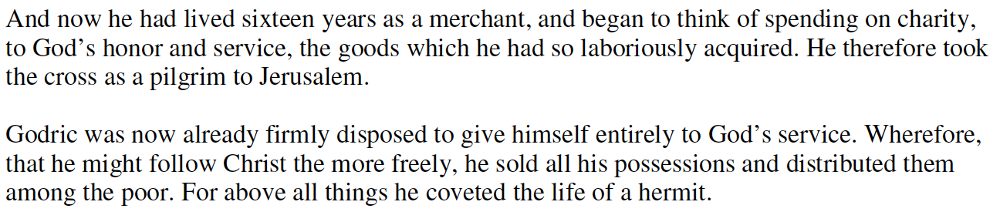 And now he had lived sixteen years as a merchant, and began to think of spending on charity,
to God’s honor and service, the goods which he had so laboriously acquired. He therefore took
the cross as a pilgrim to Jerusalem.
Godric was now already firmly disposed to give himself entirely to God’s service. Wherefore,
that he might follow Christ the more freely, he sold all his possessions and distributed them
among the poor. For above all things he coveted the life of a hermit.